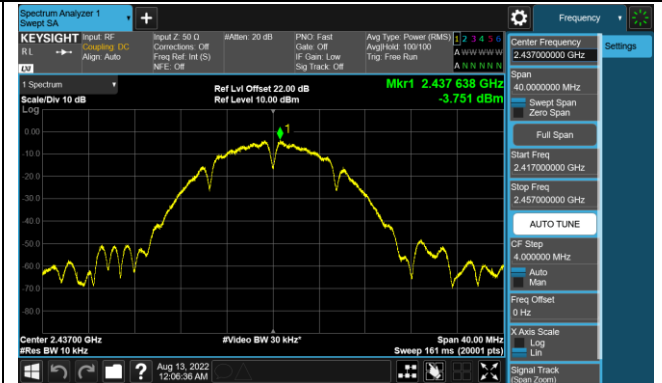 Spectrum Analyzer 1
Swept SA
+
Frequency
KEYSIGHT Input: RF
RL Coupling: DC
Align: Auto
Input Z: 50 Ω
Corrections: Off
Freq Ref: Int (S)
NFE: Off
#Atten: 20 dB
PNO: Fast
Gate: Off
IF Gain: Low
Sig Track: Off
Avg Type: Power (RMS)
Avg|Hold: 100/100
Trig: Free Run
1 2 3 4 5 6
A W W W W W
A N N N N N
LXI
1 Spectrum
Scale/Div 10 dB
Log
Ref Lvl Offset 22.00 dB
Ref Level 10.00 dBm
Mkr1 2.437 638 GHz
-3.751 dBm
1
0.00
-10.0
-20.0
-30.0
-40.0
-50.0
-60.0
-70.0
-80.0
Center 2.43700 GHz
#Res BW 10 kHz
#Video BW 30 kHz*
Span 40.00 MHz
Sweep 161 ms (20001 pts)
?
Aug 13, 2022
12:06:36 AM
Center Frequency
2.437000000 GHz
Settings
Span
40.0000000 MHz
Swept Span
Zero Span
Full Span
Start Freq
2.417000000 GHz
Stop Freq
2.457000000 GHz
AUTO TUNE
CF Step
4.000000 MHz
Auto
Man
Freq Offset
0 Hz
X Axis Scale
Log
Lin
Signal Track
(Span Zoom)